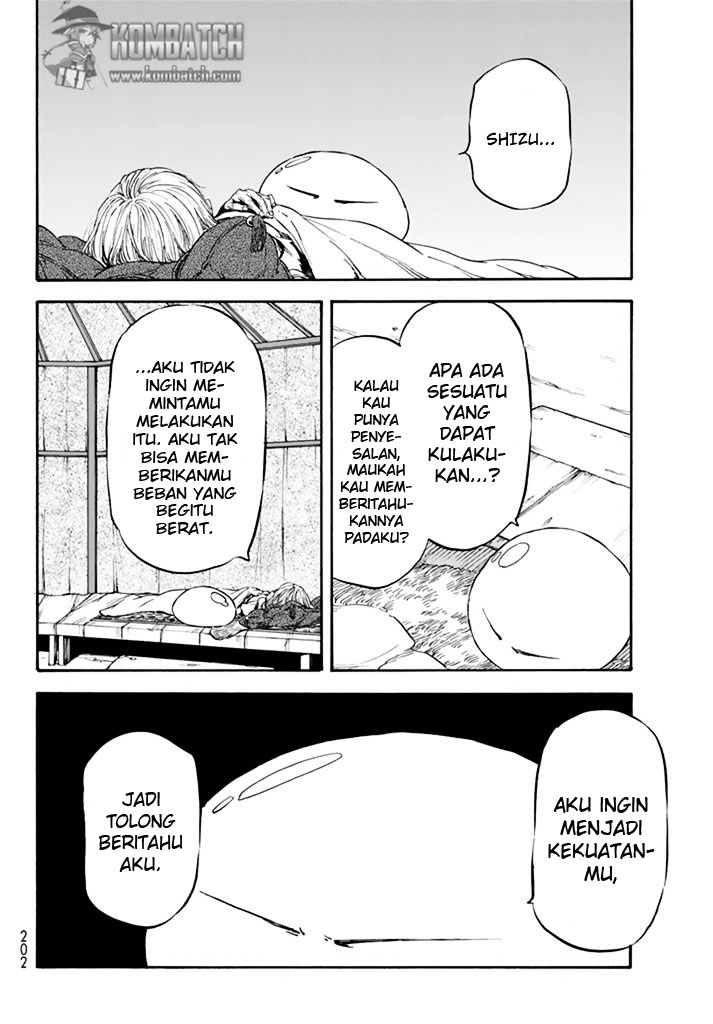 KOMBATCH
www.kombatch.com
SHIZU...
APA ADA
SESUATU
YANG
DAPAT
KULAKU-
KAN...?
KALAU
KAU
PUNYA
PENYE-
SALAN,
MAUKAH
KAU MEM-
BERITAHU-
KANNYA
PADAKU?
...AKU TIDAK
INGIN ME-
MINTAMU
MELAKUKAN
ITU. AKU TAK
BISA MEM-
BERIKANMU
BEBAN YANG
BEGITU
BERAT.
AKU INGIN
MENJADI
KEKUATAN-
MU,
JADI
TOLONG
BERITAHU
AKU.
202